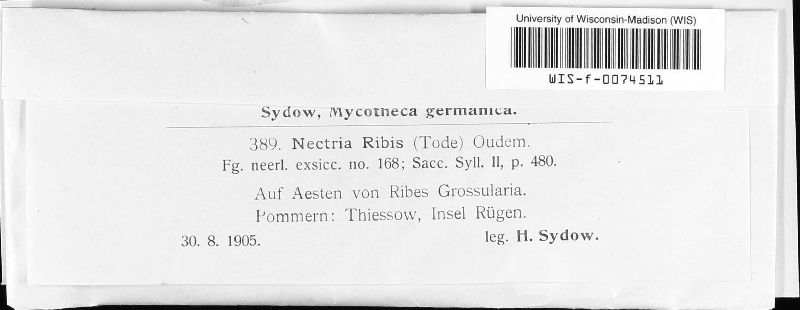 University of Wisconsin-Madison (WIS)
WIS-f-0074511
Sydow, Mycotheca germanica.
389. Nectria Ribis (Tode) Oudem.
Fg. neerl. exsicc. no. 168; Sacc. Syll. II, p. 480.
Auf Aesten von Ribes Grossularia.
Pommern: Thiessow, Insel Rügen.
30. 8. 1905. leg. H. Sydow.